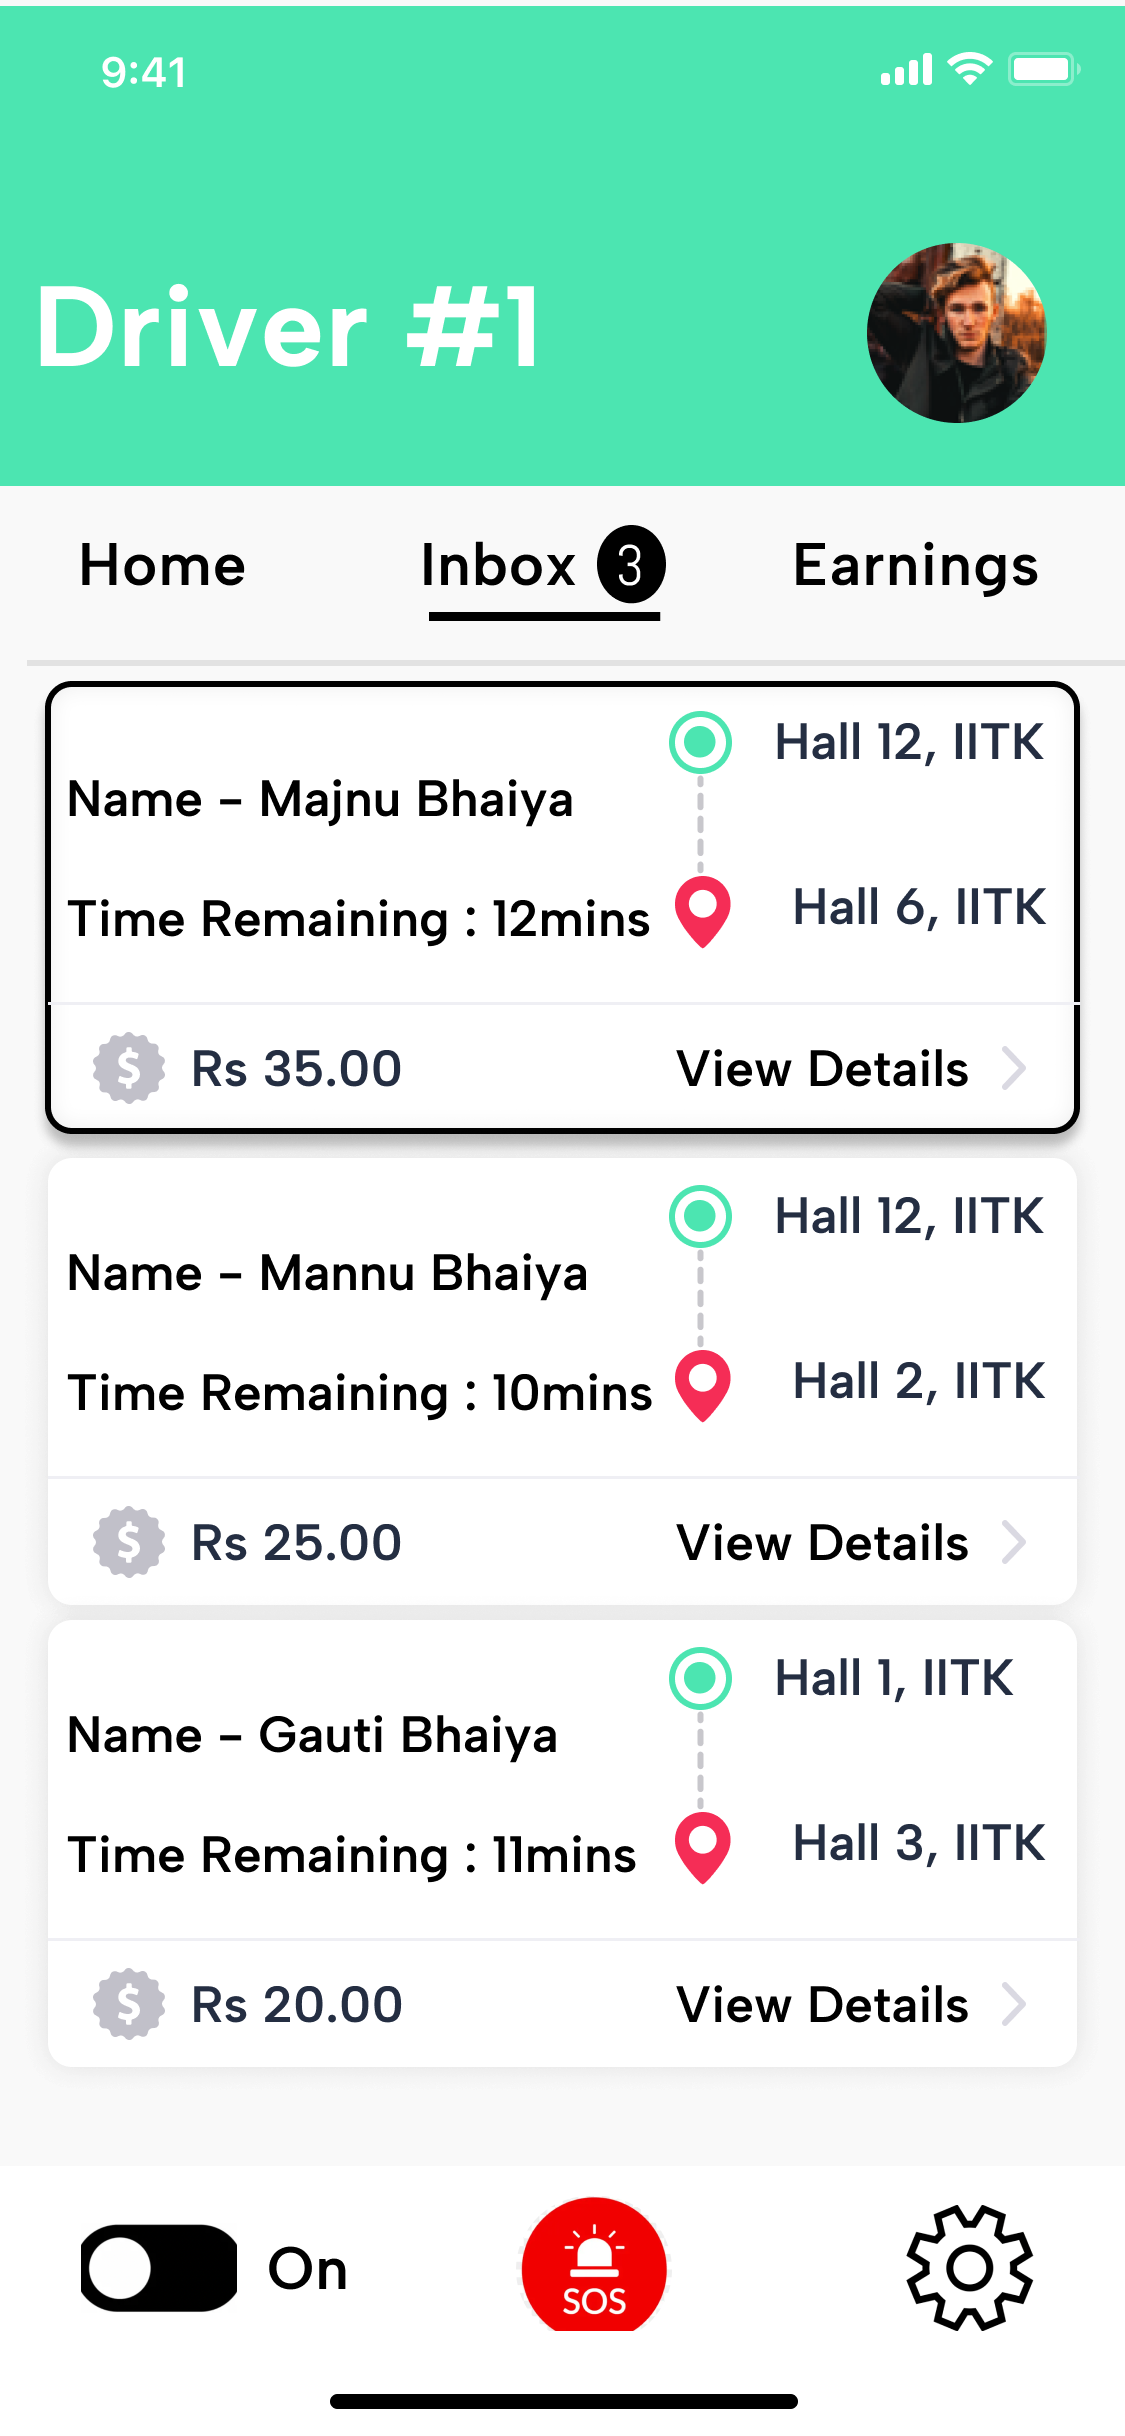 9:41
Driver #1
Home Inbox 3 Earnings
Hall 12, IITK
Name - Majnu Bhaiya
Hall 6, IITK
Time Remaining : 12mins
$ Rs 35.00 View Details
Hall 12, IITK
Name - Mannu Bhaiya
Hall 2, IITK
Time Remaining : 10mins
$ Rs 25.00 View Details
Hall 1, IITK
Name - Gauti Bhaiya
Hall 3, IITK
Time Remaining : 11mins
$ Rs 20.00 View Details
On
SOS